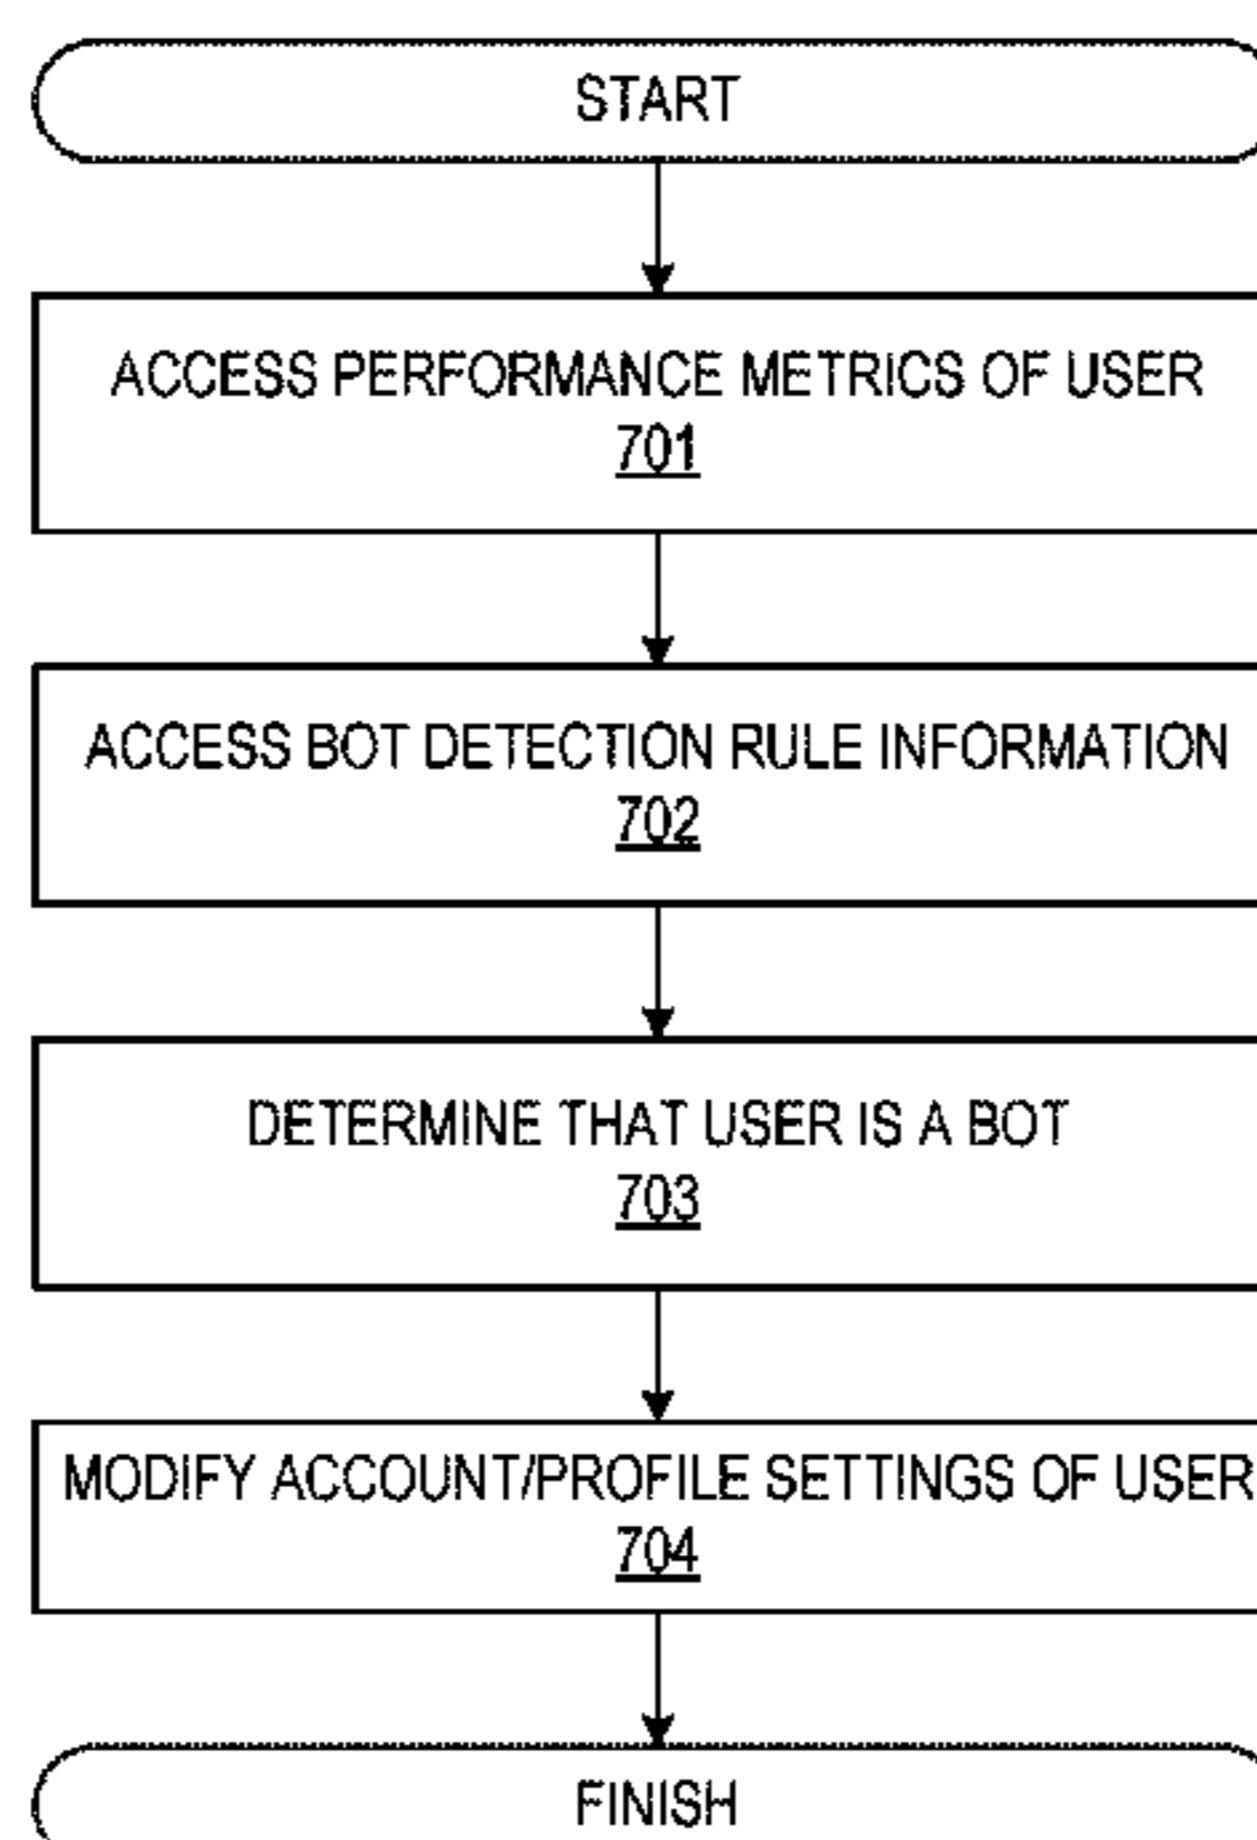 START
ACCESS PERFORMANCE METRICS OF USER
701
ACCESS BOT DETECTION RULE INFORMATION
702
DETERMINE THAT USER IS A BOT
703
MODIFY ACCOUNT/PROFILE SETTINGS OF USER
704
FINISH